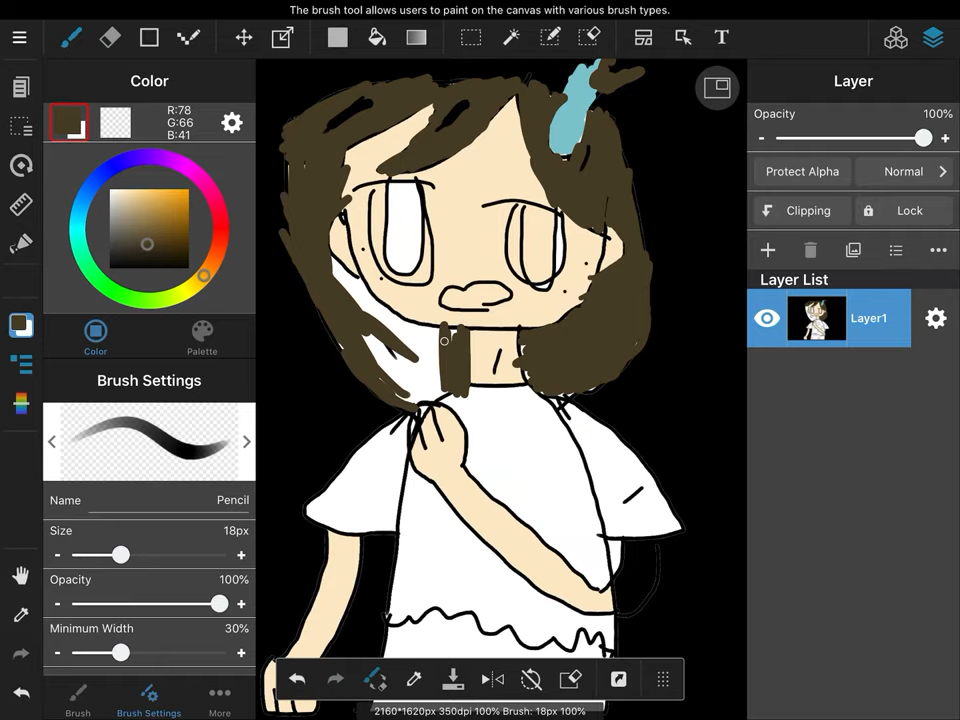 The brush tool allows users to paint on the canvas with various brush types.
T
Color
R:78
G:66
B:41
Color
Palette
Brush Settings
Name Pencil
Size 18px
- +
Opacity 100%
- +
Minimum Width 30%
- +
Brush
Brush Settings
More
2160*1620px 350dpi 100% Brush: 18px 100%
Layer
Opacity 100%
- +
Protect Alpha Normal
Clipping Lock
Layer List
Layer1